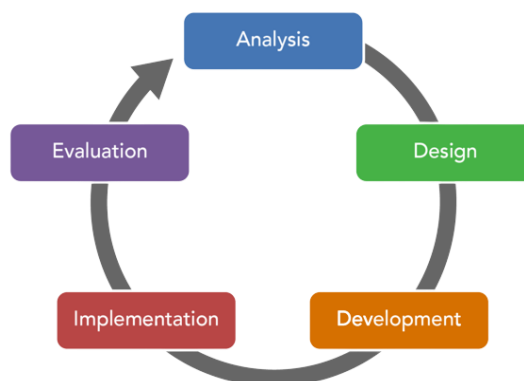 Analysis
Design
Development
Implementation
Evaluation